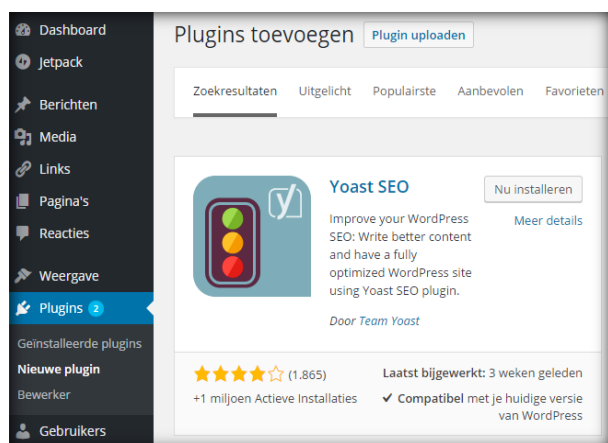 Dashboard
Jetpack
Berichten
Media
Links
Pagina's
Reacties
Weergave
Plugins 2
Geïnstalleerde plugins
Nieuwe plugin
Bewerker
Gebruikers
Plugins toevoegen Plugin uploaden
Zoekresultaten Uitgelicht Populairste Aanbevolen Favorieten
y
Yoast SEO
Nu installeren
Meer details
Improve your WordPress
SEO: Write better content
and have a fully
optimized WordPress site
using Yoast SEO plugin.
Door Team Yoast
(1.865)
+1 miljoen Actieve Installaties
Laatst bijgewerkt: 3 weken geleden
✔ Compatibel met je huidige versie
van WordPress